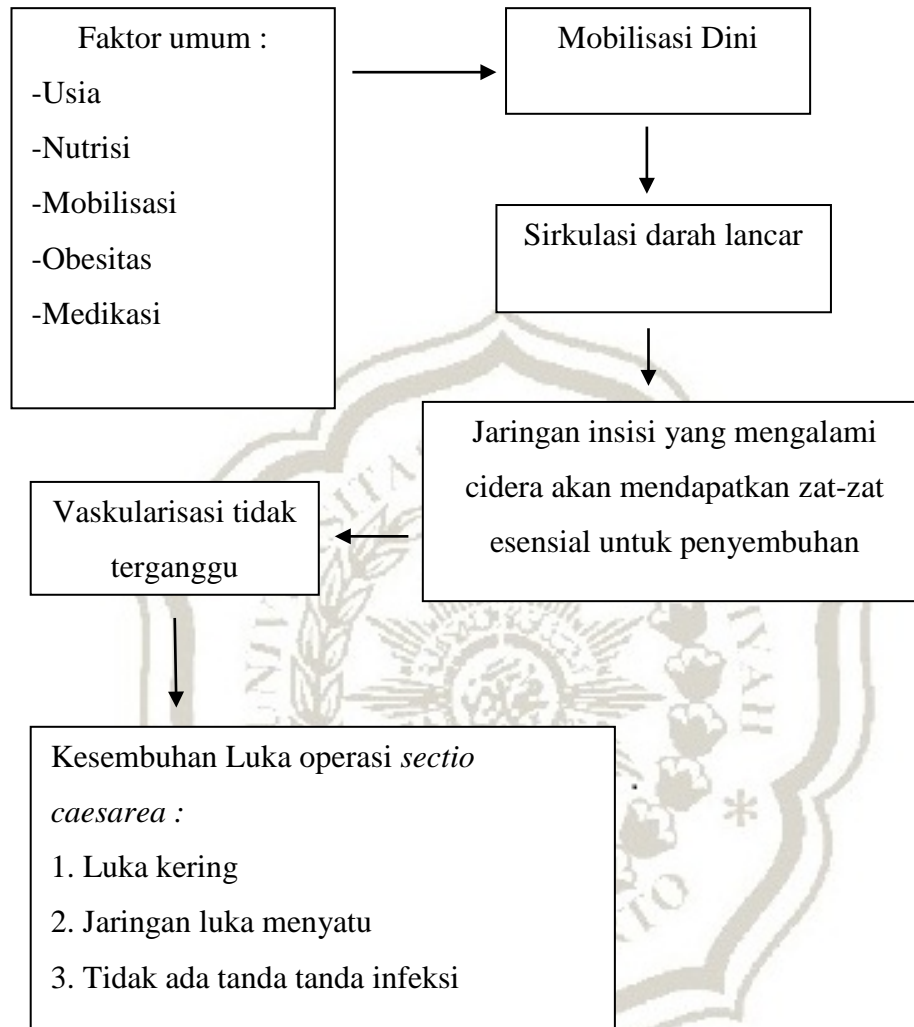 Faktor umum :
-Usia
-Nutrisi
-Mobilisasi
-Obesitas
-Medikasi
Mobilisasi Dini
Sirkulasi darah lancar
Jaringan insisi yang mengalami
cidera akan mendapatkan zat-zat
esensial untuk penyembuhan
Vaskularisasi tidak
terganggu
Kesembuhan Luka operasi sectio
caesarea :
1. Luka kering
2. Jaringan luka menyatu
3. Tidak ada tanda tanda infeksi